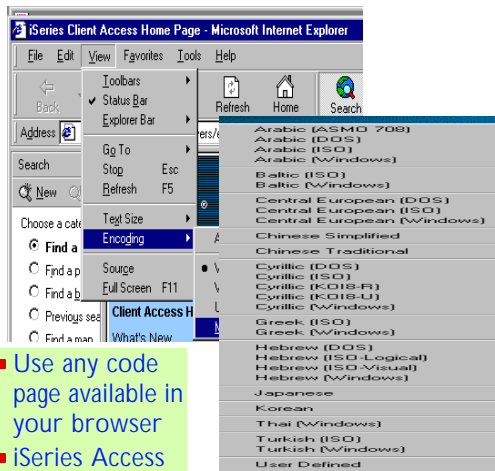 iSeries Client Access Home Page - Microsoft Internet Explorer
File Edit View Favorites Tools Help
Back Refresh Home Search
Address
Toolbars
Status Bar
Explorer Bar
Go To
Stop Esc
Refresh F5
Text Size
Encoding
Source
Full Screen F11
Search
New
Choose a cate
Find a
Find a p
Find a b
Previous sea
Find a map
Client Access H
What's New
Arabic (ASMO 708)
Arabic (DOS)
Arabic (ISO)
Arabic (Windows)
Baltic (ISO)
Baltic (Windows)
Central European (DOS)
Central European (ISO)
Central European (Windows)
Chinese Simplified
Chinese Traditional
Cyrillic (DOS)
Cyrillic (ISO)
Cyrillic (KOI8-R)
Cyrillic (KOI8-U)
Cyrillic (Windows)
Greek (ISO)
Greek (Windows)
Hebrew (DOS)
Hebrew (ISO-Logical)
Hebrew (ISO-Visual)
Hebrew (Windows)
Japanese
Korean
Thai (Windows)
Turkish (ISO)
Turkish (Windows)
User Defined
Use any code
page available in
your browser
iSeries Access